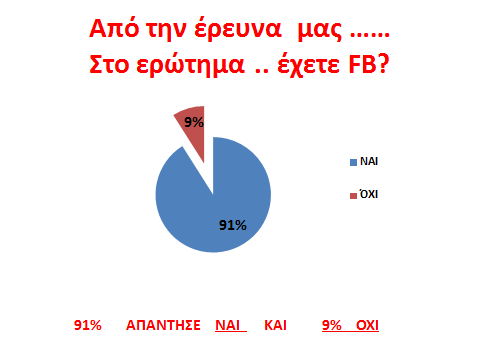 Από την έρευνα μας ……
Στο ερώτημα .. έχετε FB?
9%
91%
ΝΑΙ
ΌΧΙ
91% ΑΠΑΝΤΗΣΕ ΝΑΙ ΚΑΙ 9% ΟΧΙ